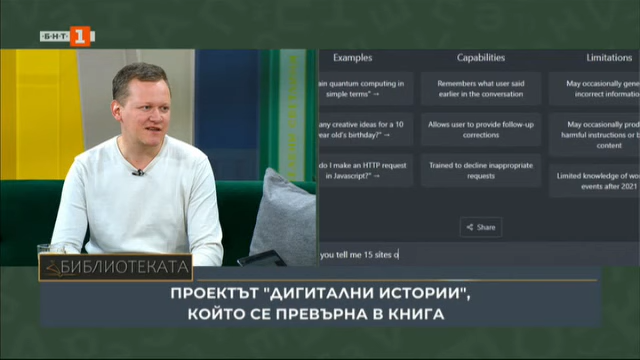 БНТ 1
Examples
Capabilities
Limitations
ain quantum computing in
simple terms" →
Remembers what user said
earlier in the conversation
May occasionally gene
incorrect informatio
any creative ideas for a 10
year old's birthday?" →
Allows user to provide follow-up
corrections
May occasionally prod
harmful instructions or b
content
do I make an HTTP request
in Javascript?" →
Trained to decline inappropriate
requests
Limited knowledge of wo
events after 2021
Share
you tell me 15 sites o
БИБЛИОТЕКАТА
ПРОЕКТЪТ "ДИГИТАЛНИ ИСТОРИИ",
КОЙТО СЕ ПРЕВЪРНА В КНИГА